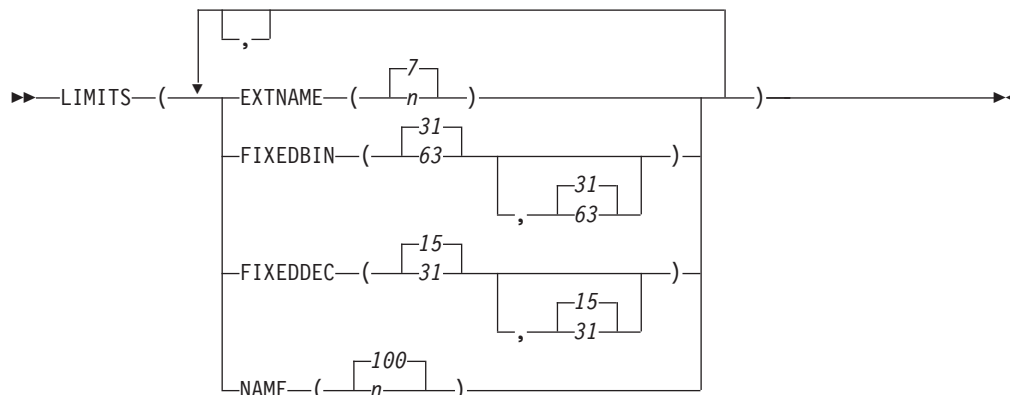 ,
7
LIMITS ( EXTNAME ( n ) )
31
FIXEDBIN ( 63 )
31
, 63
15
FIXEDDEC ( 31 )
15
, 31
100
NAME ( n )